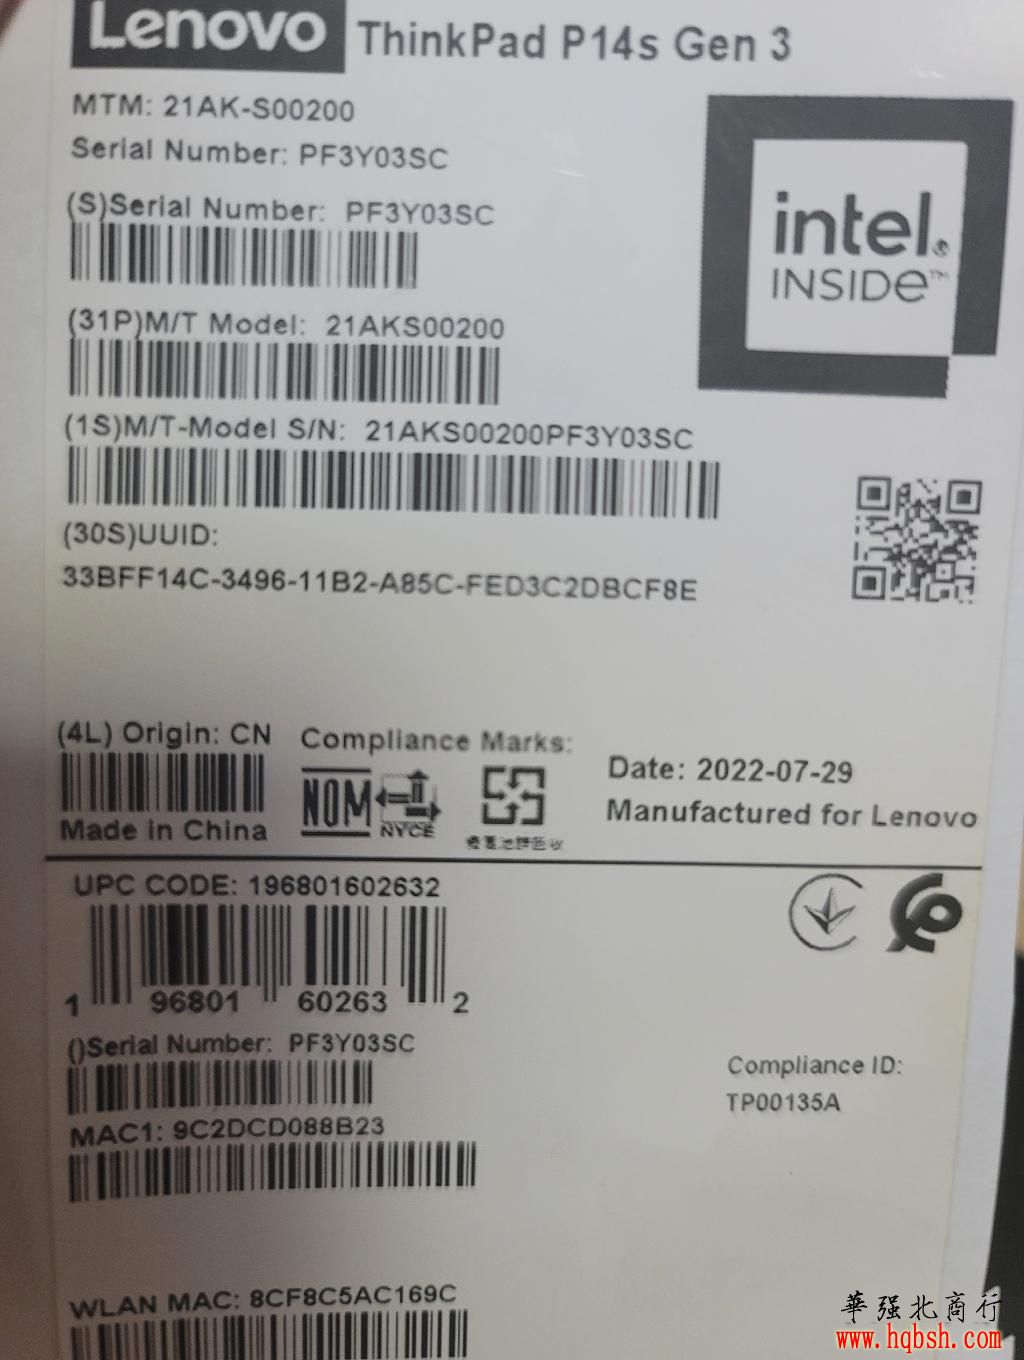 Lenovo ThinkPad P14s Gen 3
MTM: 21AK-S00200
Serial Number: PF3Y03SC
(S)Serial Number: PF3Y03SC
intel.
INSIDE™
(31P)M/T Model: 21AKS00200
(1S)M/T-Model S/N: 21AKS00200PF3Y03SC
(30S)UUID:
33BFF14C-3496-11B2-A85C-FED3C2DBCF8E
(4L) Origin: CN
Made in China
Compliance Marks:
NOM
NYCE
Date: 2022-07-29
Manufactured for Lenovo
UPC CODE: 196801602632
1 96801 60263 2
()Serial Number: PF3Y03SC
MAC1: 9C2DCD088B23
Compliance ID:
TP00135A
WLAN MAC: 8CF8C5AC169C
華强北商行
www.hqbsh.com